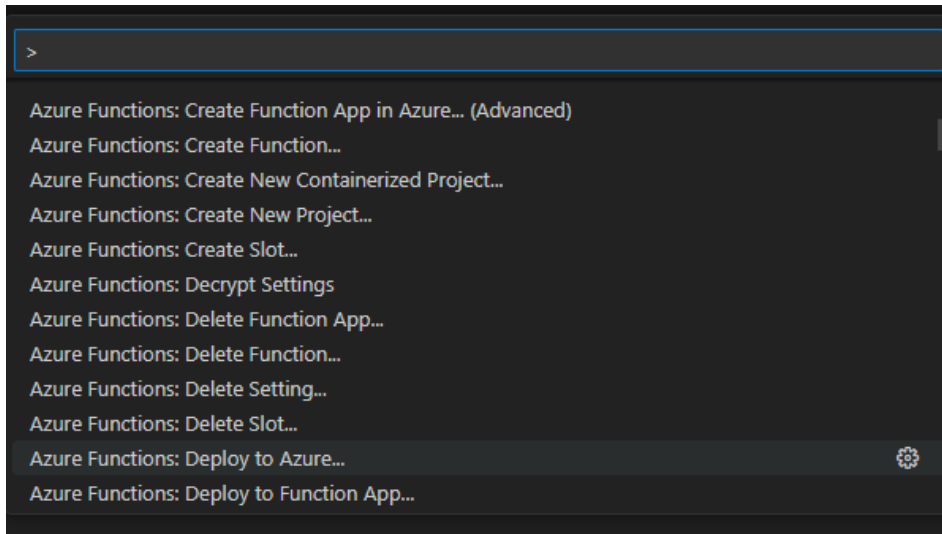 >
Azure Functions: Create Function App in Azure... (Advanced)
Azure Functions: Create Function...
Azure Functions: Create New Containerized Project...
Azure Functions: Create New Project...
Azure Functions: Create Slot...
Azure Functions: Decrypt Settings
Azure Functions: Delete Function App...
Azure Functions: Delete Function...
Azure Functions: Delete Setting...
Azure Functions: Delete Slot...
Azure Functions: Deploy to Azure...
Azure Functions: Deploy to Function App...